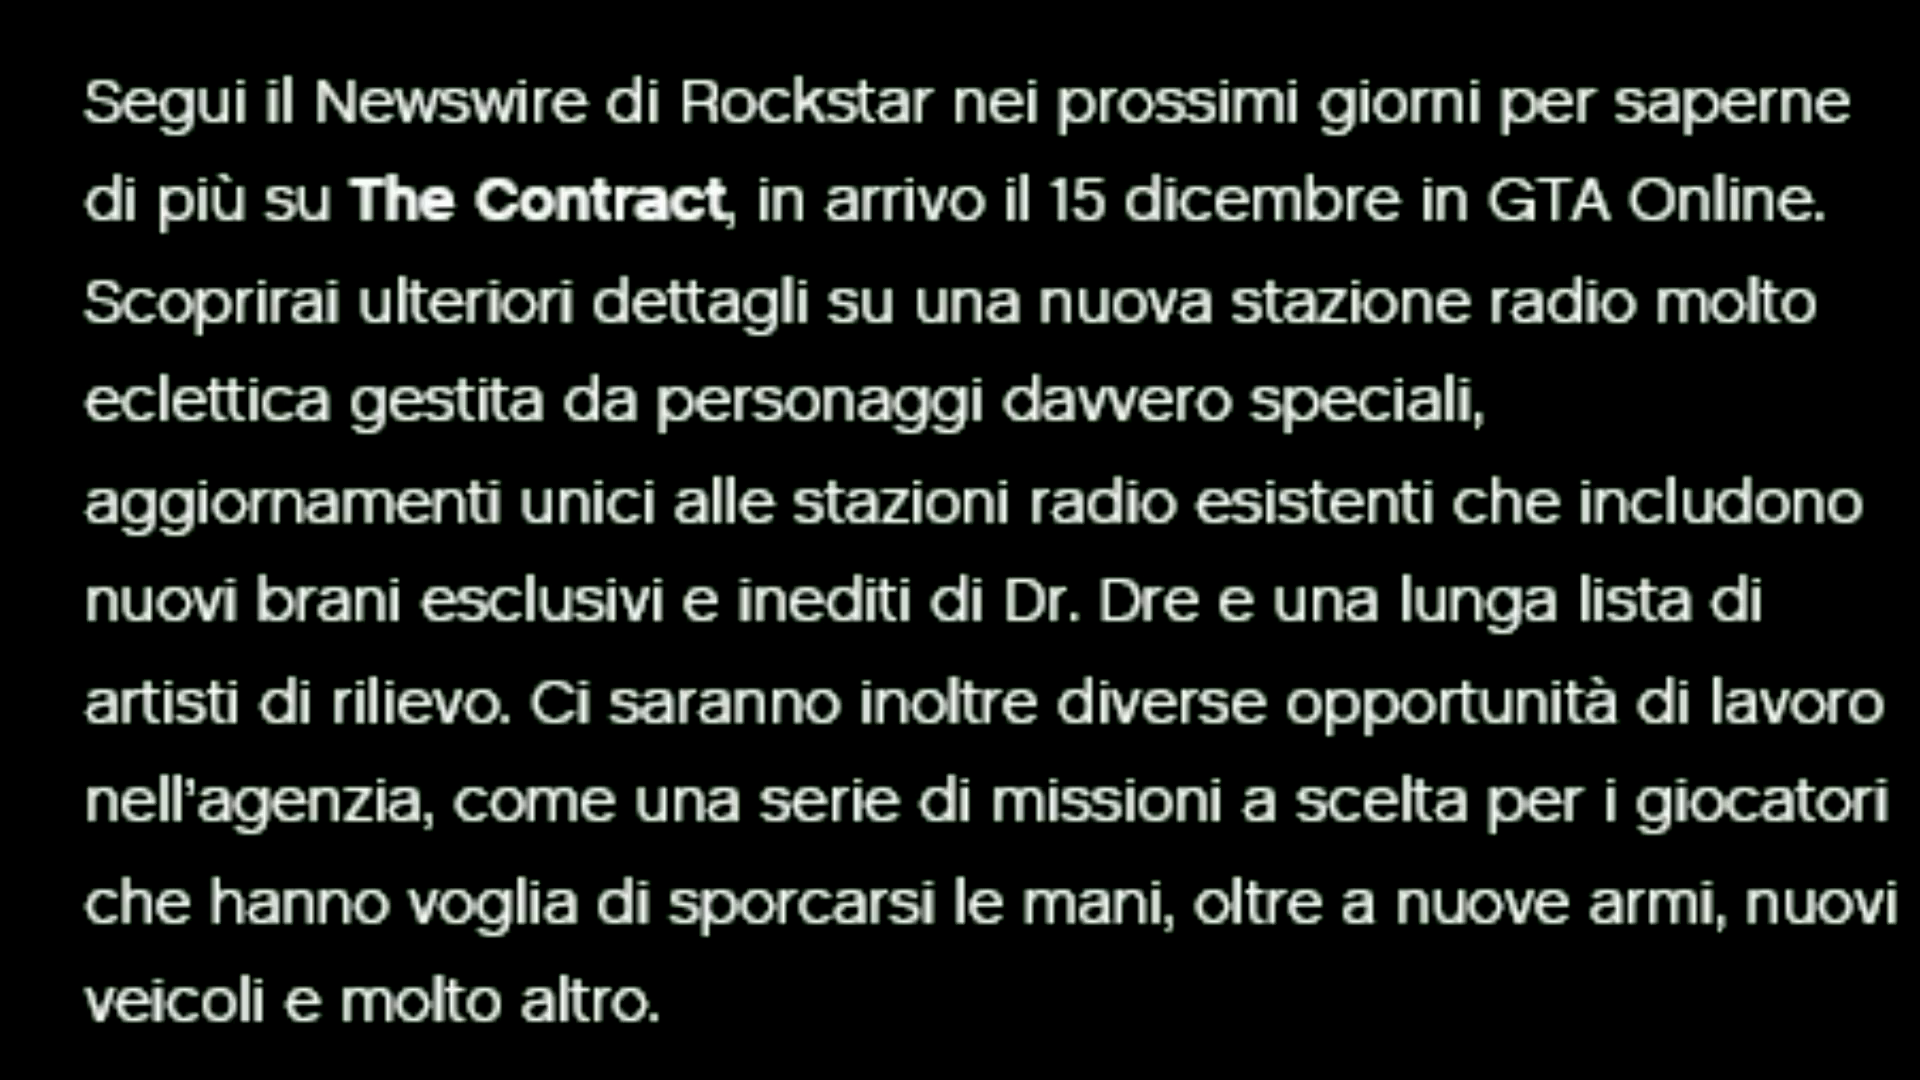 Segui il Newswire di Rockstar nei prossimi giorni per saperne
di più su The Contract, in arrivo il 15 dicembre in GTA Online.
Scoprirai ulteriori dettagli su una nuova stazione radio molto
eclettica gestita da personaggi davvero speciali,
aggiornamenti unici alle stazioni radio esistenti che includono
nuovi brani esclusivi e inediti di Dr. Dre e una lunga lista di
artisti di rilievo. Ci saranno inoltre diverse opportunità di lavoro
nell’agenzia, come una serie di missioni a scelta per i giocatori
che hanno voglia di sporcarsi le mani, oltre a nuove armi, nuovi
veicoli e molto altro.